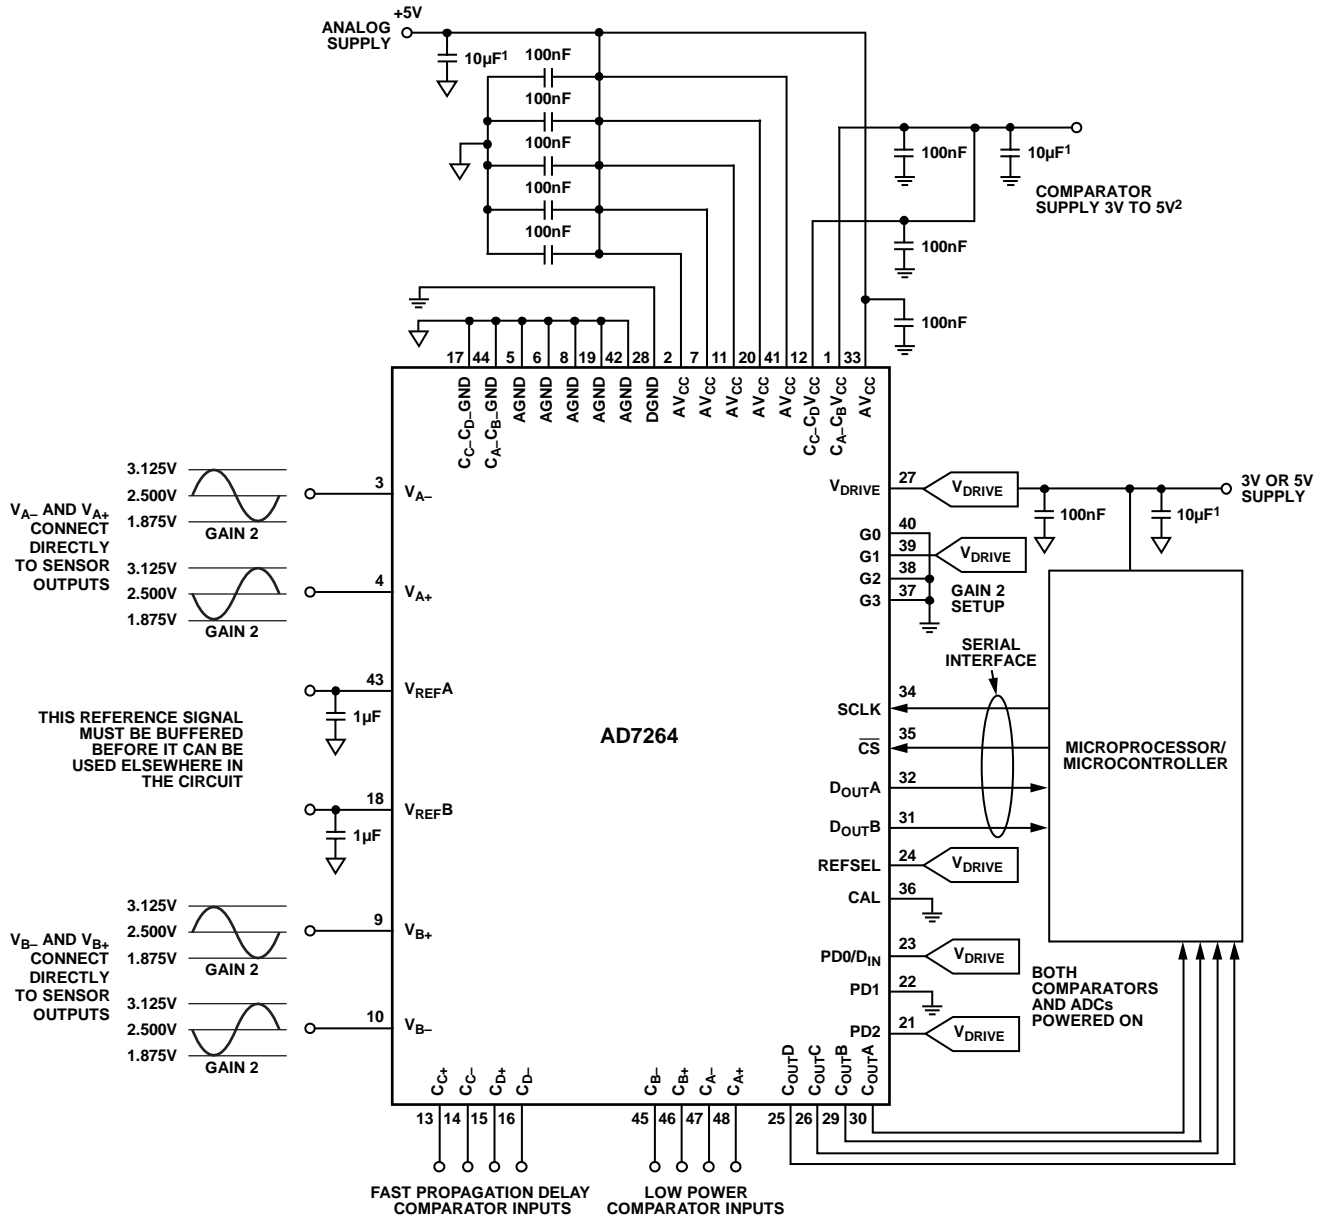 +5V
ANALOG
SUPPLY
10µF1
100nF
100nF
100nF
100nF
100nF
100nF
10µF1
COMPARATOR
SUPPLY 3V TO 5V2
100nF
100nF
17 44 5 6 8 19 42 28 2 7 11 20 41 12 1 33
CC–CD–GND
CA–CB–GND
AGND
AGND
AGND
AGND
AGND
DGND
AVCC
AVCC
AVCC
AVCC
AVCC
CC–CDVCC
CA–CBVCC
AVCC
3.125V
2.500V
1.875V
GAIN 2
3.125V
2.500V
1.875V
GAIN 2
VA– AND VA+
CONNECT
DIRECTLY
TO SENSOR
OUTPUTS
3
VA–
4
VA+
43
VREFA
1µF
THIS REFERENCE SIGNAL
MUST BE BUFFERED
BEFORE IT CAN BE
USED ELSEWHERE IN
THE CIRCUIT
18
VREFB
1µF
3.125V
2.500V
1.875V
GAIN 2
3.125V
2.500V
1.875V
GAIN 2
VB– AND VB+
CONNECT
DIRECTLY
TO SENSOR
OUTPUTS
9
VB+
10
VB–
AD7264
VDRIVE
27
VDRIVE
3V OR 5V
SUPPLY
100nF
10µF1
G0
40
G1
39
VDRIVE
G2
38
G3
37
GAIN 2
SETUP
SERIAL
INTERFACE
SCLK
34
CS
35
DOUTA
32
DOUTB
31
MICROPROCESSOR/
MICROCONTROLLER
REFSEL
24
VDRIVE
CAL
36
PD0/DIN
23
VDRIVE
PD1
22
PD2
21
VDRIVE
BOTH
COMPARATORS
AND ADCs
POWERED ON
CC+
CC–
CD+
CD–
CB–
CB+
CA–
CA+
COUTD
COUTC
COUTB
COUTA
13 14 15 16 45 46 47 48 25 26 29 30
FAST PROPAGATION DELAY
COMPARATOR INPUTS
LOW POWER
COMPARATOR INPUTS